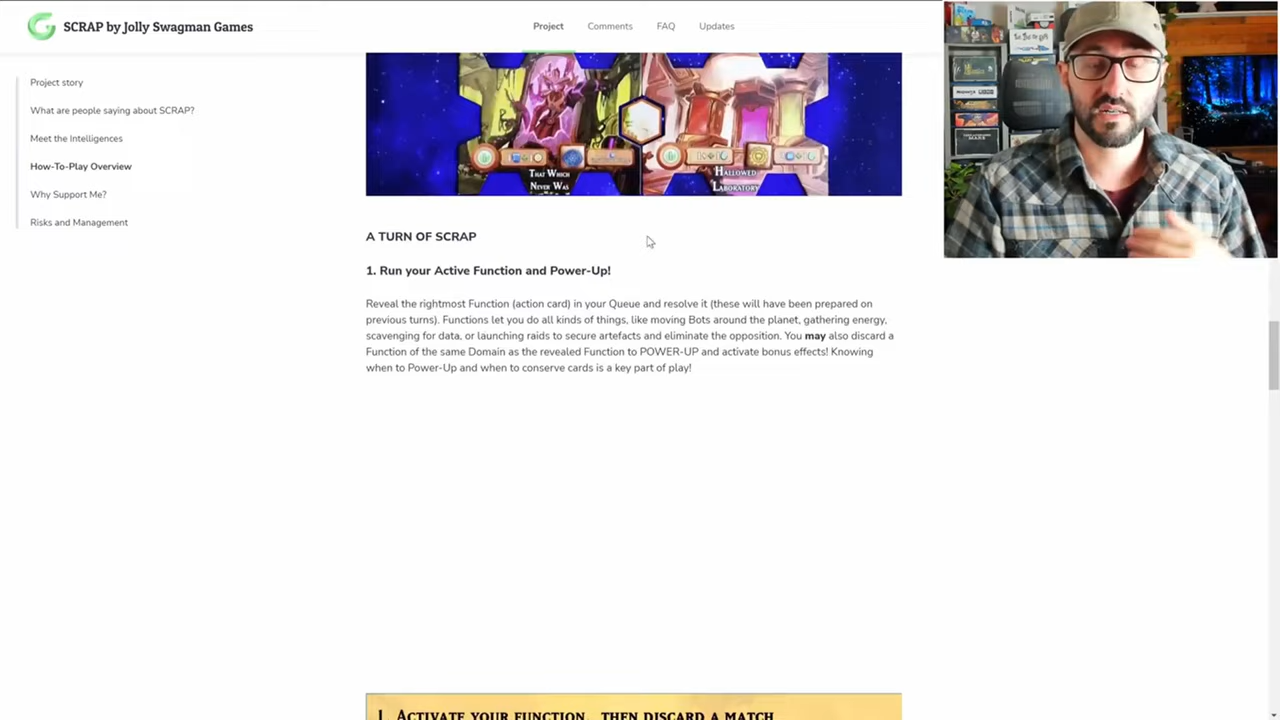 SCRAP by Jolly Swagman Games
Project
Comments
FAQ
Updates
Project story
What are people saying about SCRAP?
Meet the Intelligences
How-To-Play Overview
Why Support Me?
Risks and Management
THAT WHICH
NEVER WAS
HALLOWED
LABORATORY
A TURN OF SCRAP
1. Run your Active Function and Power-Up!
Reveal the rightmost Function (action card) in your Queue and resolve it (these will have been prepared on
previous turns). Functions let you do all kinds of things, like moving Bots around the planet, gathering energy,
scavenging for data, or launching raids to secure artefacts and eliminate the opposition. You may also discard a
Function of the same Domain as the revealed Function to POWER-UP and activate bonus effects! Knowing
when to Power-Up and when to conserve cards is a key part of play!
1. ACTIVATE YOUR FUNCTION, THEN DISCARD A MATCH